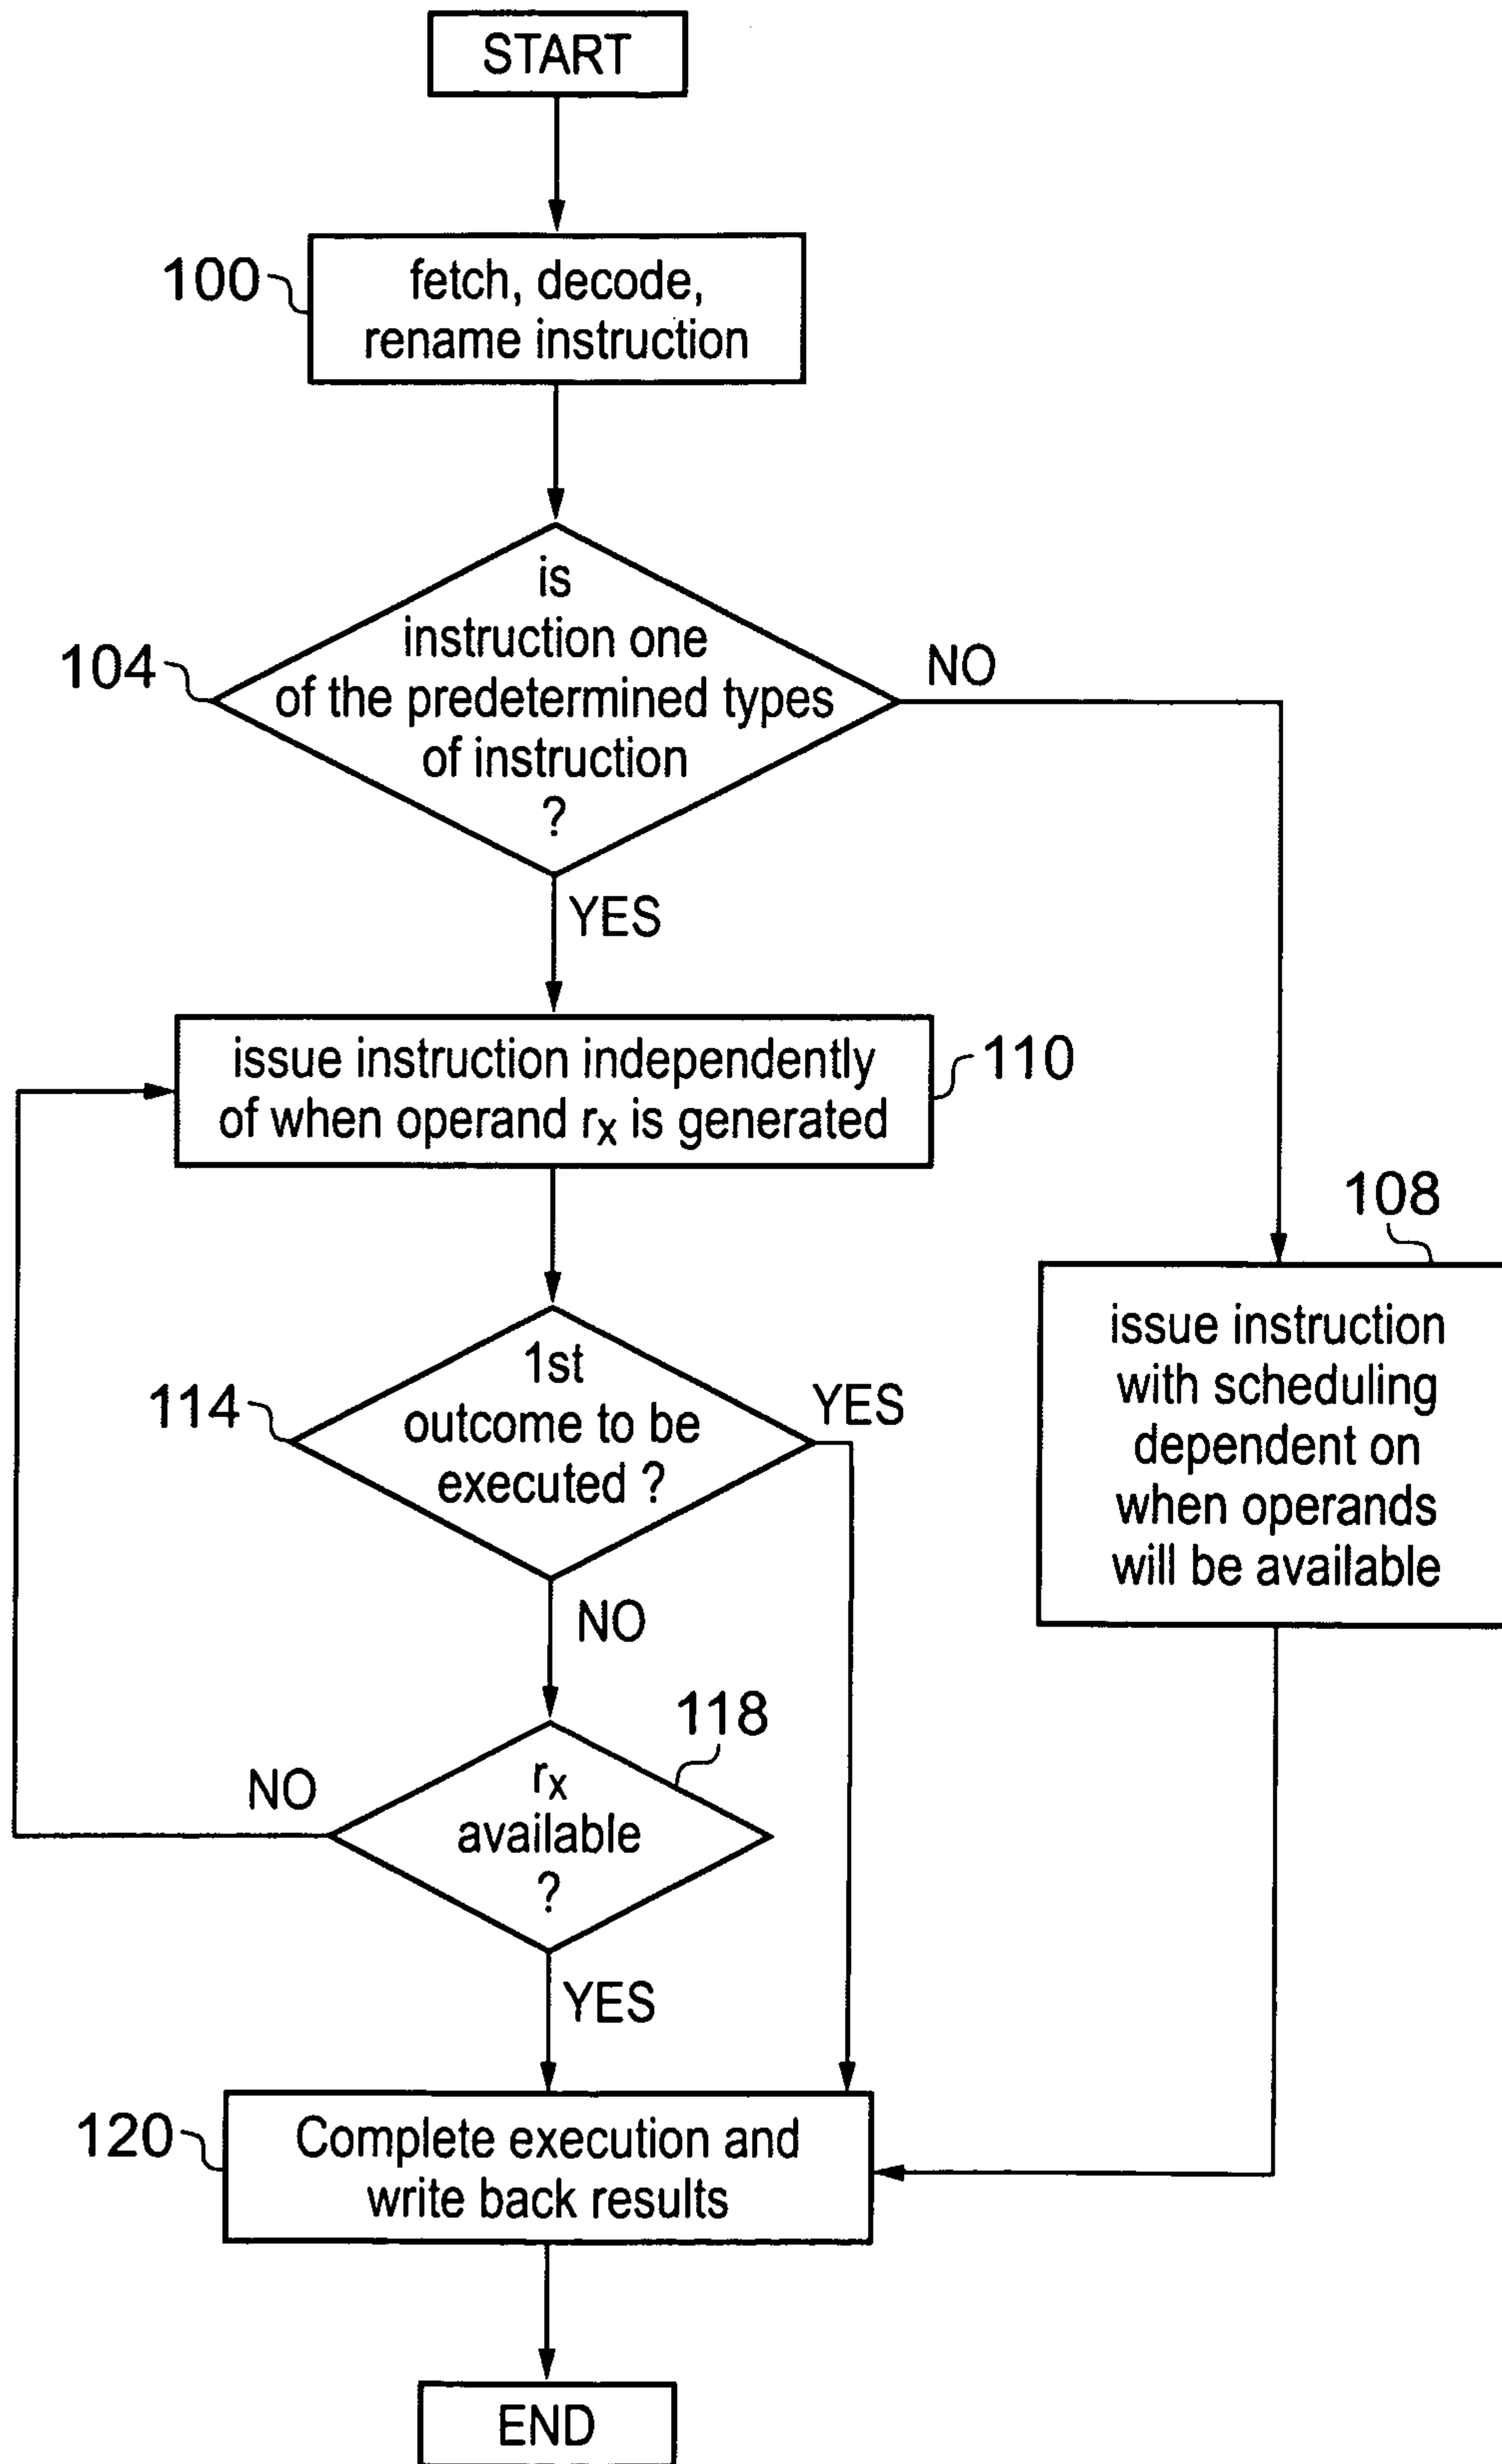 START
100
fetch, decode,
rename instruction
104
is
instruction one
of the predetermined types
of instruction
?
NO
YES
issue instruction independently
of when operand rₓ is generated
110
108
issue instruction
with scheduling
dependent on
when operands
will be available
114
1st
outcome to be
executed ?
YES
NO
118
rₓ
available
?
NO
YES
120
Complete execution and
write back results
END